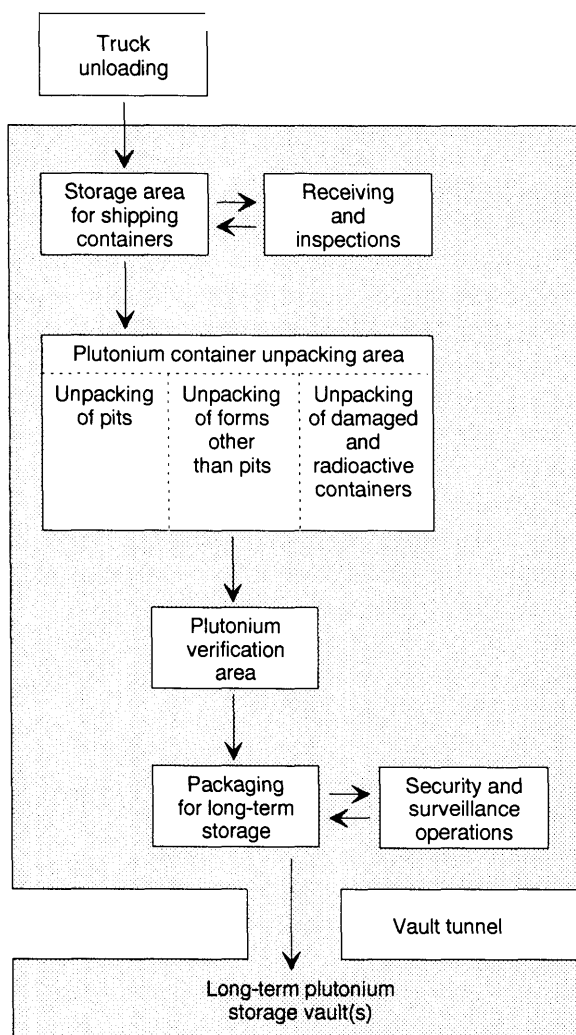 Truck
unloading
Storage area
for shipping
containers
Receiving
and
inspections
Plutonium container unpacking area
Unpacking
of pits
Unpacking
of forms
other
than pits
Unpacking
of damaged
and
radioactive
containers
Plutonium
verification
area
Packaging
for long-term
storage
Security and
surveillance
operations
Vault tunnel
Long-term plutonium
storage vault(s)